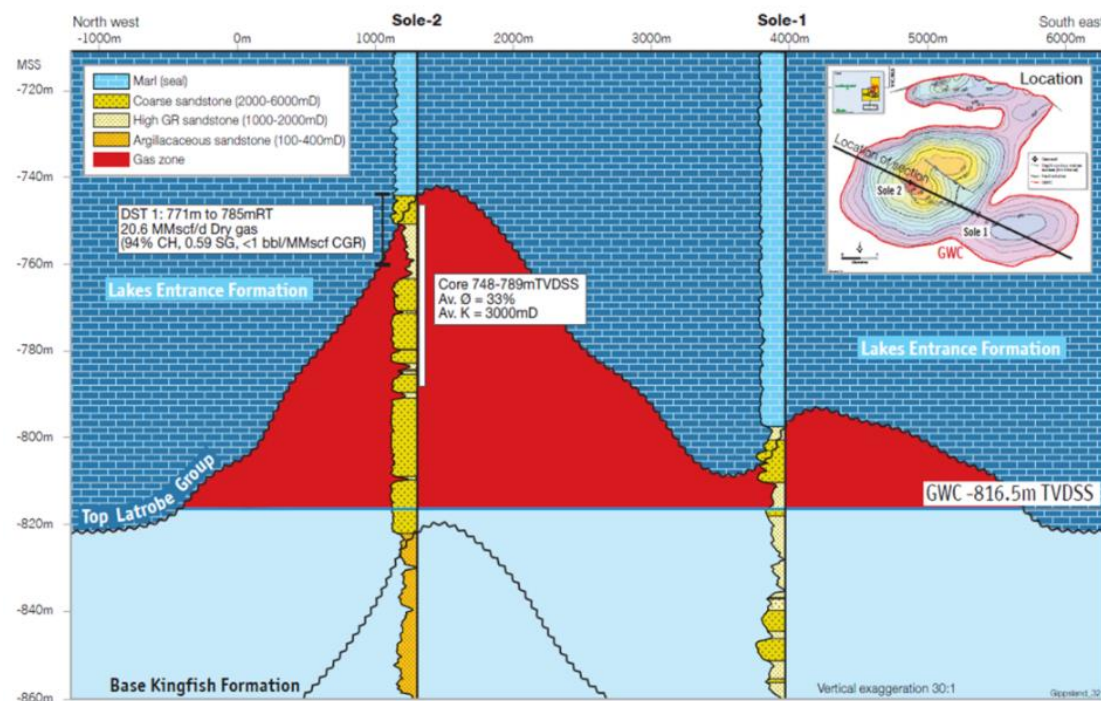 North west
Sole-2
Sole-1
South east
-1000m
0m
1000m
2000m
3000m
4000m
5000m
6000m
MSS
-720m
-740m
-760m
-780m
-800m
-820m
-840m
-860m
Marl (seal)
Coarse sandstone (2000-6000mD)
High GR sandstone (1000-2000mD)
Argillacaceous sandstone (100-400mD)
Gas zone
Location
Location of section
Sole 2
Sole 1
GWC
DST 1: 771m to 785mRT
20.6 MMscf/d Dry gas
(94% CH, 0.59 SG, <1 bbl/MMscf CGR)
Core 748-789mTVDSS
Av. Ø = 33%
Av. K = 3000mD
Lakes Entrance Formation
Lakes Entrance Formation
Top Latrobe Group
GWC -816.5m TVDSS
Base Kingfish Formation
Vertical exaggeration 30:1